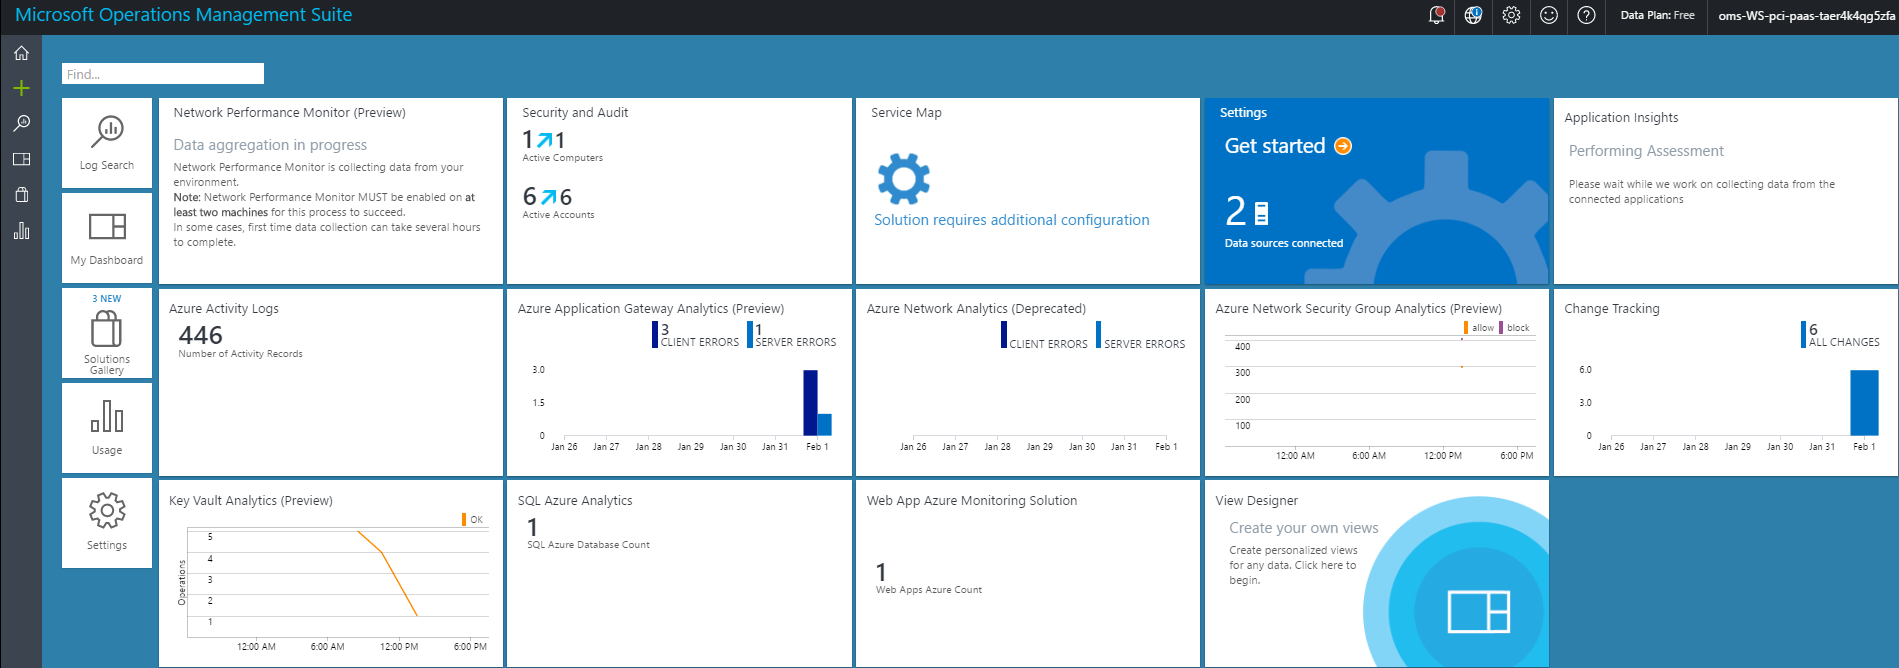 Microsoft Operations Management Suite
Data Plan: Free
oms-WS-pci-paas-taer4k4qg5zfa
Find...
Log Search
My Dashboard
3 NEW
Solutions
Gallery
Usage
Settings
Network Performance Monitor (Preview)
Data aggregation in progress
Network Performance Monitor is collecting data from your
environment.
Note: Network Performance Monitor MUST be enabled on at
least two machines for this process to succeed.
In some cases, first time data collection can take several hours
to complete.
Security and Audit
1 1
Active Computers
6 6
Active Accounts
Service Map
Solution requires additional configuration
Settings
Get started
2
Data sources connected
Application Insights
Performing Assessment
Please wait while we work on collecting data from the
connected applications
Azure Activity Logs
446
Number of Activity Records
Azure Application Gateway Analytics (Preview)
3 1
CLIENT ERRORS SERVER ERRORS
3.0
1.5
0
Jan 26 Jan 27 Jan 28 Jan 29 Jan 30 Jan 31 Feb 1
Azure Network Analytics (Deprecated)
CLIENT ERRORS SERVER ERRORS
Jan 26 Jan 27 Jan 28 Jan 29 Jan 30 Jan 31 Feb 1
Azure Network Security Group Analytics (Preview)
allow block
400
300
200
100
12:00 AM 6:00 AM 12:00 PM 6:00 PM
Change Tracking
6
ALL CHANGES
6.0
3.0
0
Jan 26 Jan 27 Jan 28 Jan 29 Jan 30 Jan 31 Feb 1
Key Vault Analytics (Preview)
OK
Operations
5
4
3
2
1
12:00 AM 6:00 AM 12:00 PM 6:00 PM
SQL Azure Analytics
1
SQL Azure Database Count
Web App Azure Monitoring Solution
1
Web Apps Azure Count
View Designer
Create your own views
Create personalized views
for any data. Click here to
begin.